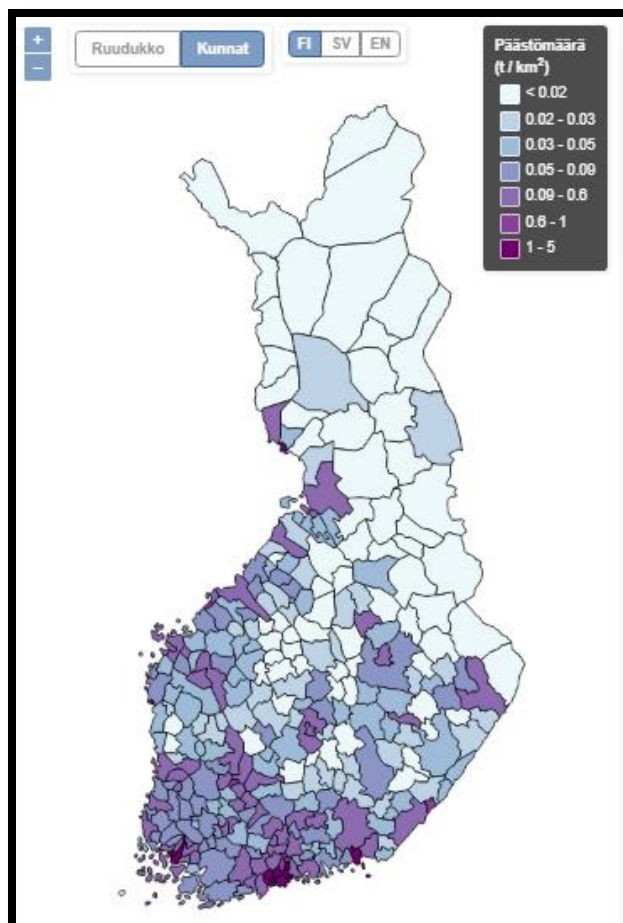 +
−
Ruudukko Kunnat
FI SV EN
Päästömäärä
(t / km²)
< 0.02
0.02 - 0.03
0.03 - 0.05
0.05 - 0.09
0.09 - 0.6
0.6 - 1
1 - 5